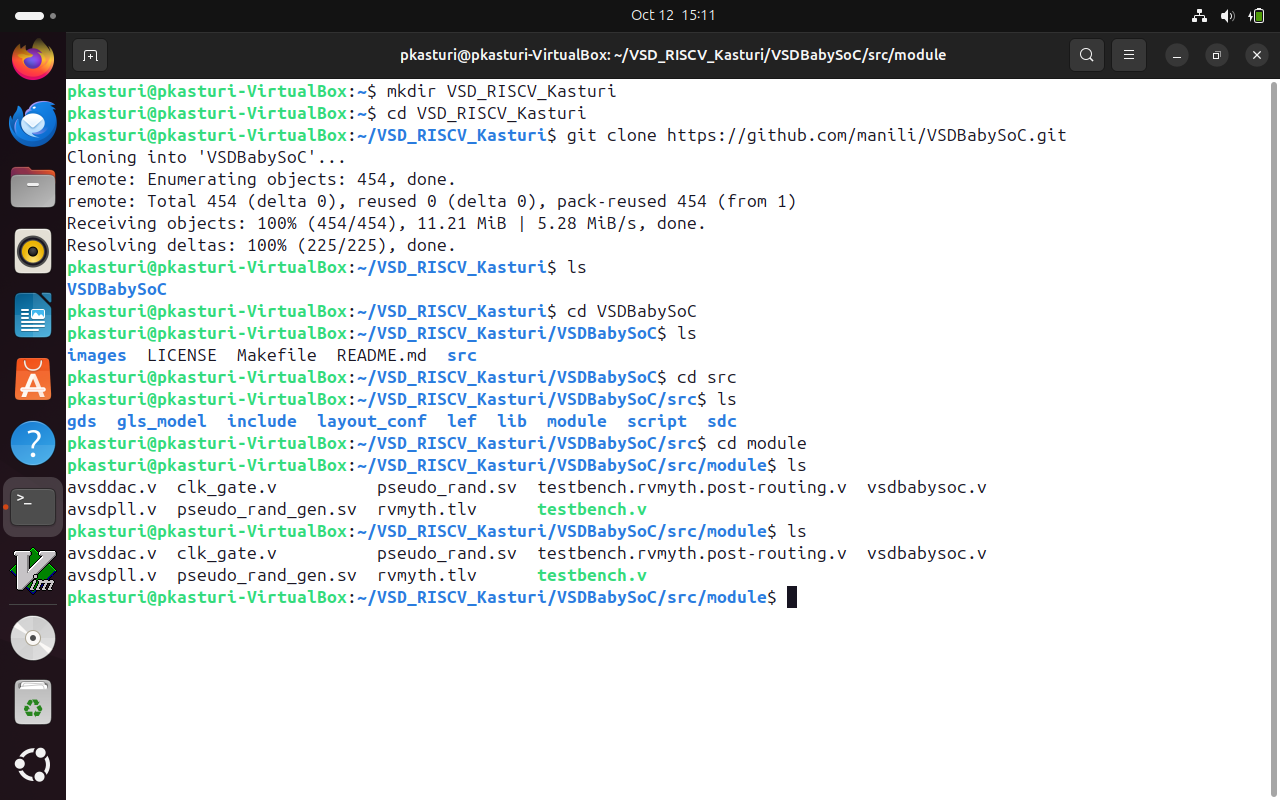 Oct 12 15:11
pkasturi@pkasturi-VirtualBox: ~/VSD_RISCV_Kasturi/VSDBabySoC/src/module
pkasturi@pkasturi-VirtualBox:~$ mkdir VSD_RISCV_Kasturi
pkasturi@pkasturi-VirtualBox:~$ cd VSD_RISCV_Kasturi
pkasturi@pkasturi-VirtualBox:~/VSD_RISCV_Kasturi$ git clone https://github.com/manili/VSDBabySoC.git
Cloning into 'VSDBabySoC'...
remote: Enumerating objects: 454, done.
remote: Total 454 (delta 0), reused 0 (delta 0), pack-reused 454 (from 1)
Receiving objects: 100% (454/454), 11.21 MiB | 5.28 MiB/s, done.
Resolving deltas: 100% (225/225), done.
pkasturi@pkasturi-VirtualBox:~/VSD_RISCV_Kasturi$ ls
VSDBabySoC
pkasturi@pkasturi-VirtualBox:~/VSD_RISCV_Kasturi$ cd VSDBabySoC
pkasturi@pkasturi-VirtualBox:~/VSD_RISCV_Kasturi/VSDBabySoC$ ls
images  LICENSE  Makefile  README.md  src
pkasturi@pkasturi-VirtualBox:~/VSD_RISCV_Kasturi/VSDBabySoC$ cd src
pkasturi@pkasturi-VirtualBox:~/VSD_RISCV_Kasturi/VSDBabySoC/src$ ls
gds  gls_model  include  layout_conf  lef  lib  module  script  sdc
pkasturi@pkasturi-VirtualBox:~/VSD_RISCV_Kasturi/VSDBabySoC/src$ cd module
pkasturi@pkasturi-VirtualBox:~/VSD_RISCV_Kasturi/VSDBabySoC/src/module$ ls
avsddac.v  clk_gate.v          pseudo_rand.sv  testbench.rvmyth.post-routing.v  vsdbabysoc.v
avsdpll.v  pseudo_rand_gen.sv  rvmyth.tlv      testbench.v
pkasturi@pkasturi-VirtualBox:~/VSD_RISCV_Kasturi/VSDBabySoC/src/module$ ls
avsddac.v  clk_gate.v          pseudo_rand.sv  testbench.rvmyth.post-routing.v  vsdbabysoc.v
avsdpll.v  pseudo_rand_gen.sv  rvmyth.tlv      testbench.v
pkasturi@pkasturi-VirtualBox:~/VSD_RISCV_Kasturi/VSDBabySoC/src/module$
>_
Vim